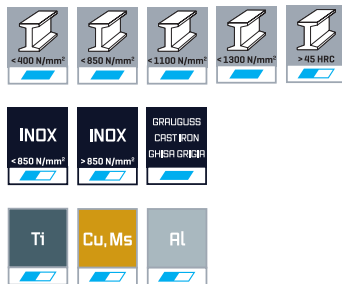 <400 N/mm² <850 N/mm² <1100 N/mm² <1300 N/mm² >45 HRC
INOX INOX GRAUGUSS
CAST IRON
GHISA GRIGIA
<850 N/mm² >850 N/mm²
Ti Cu, Ms Al